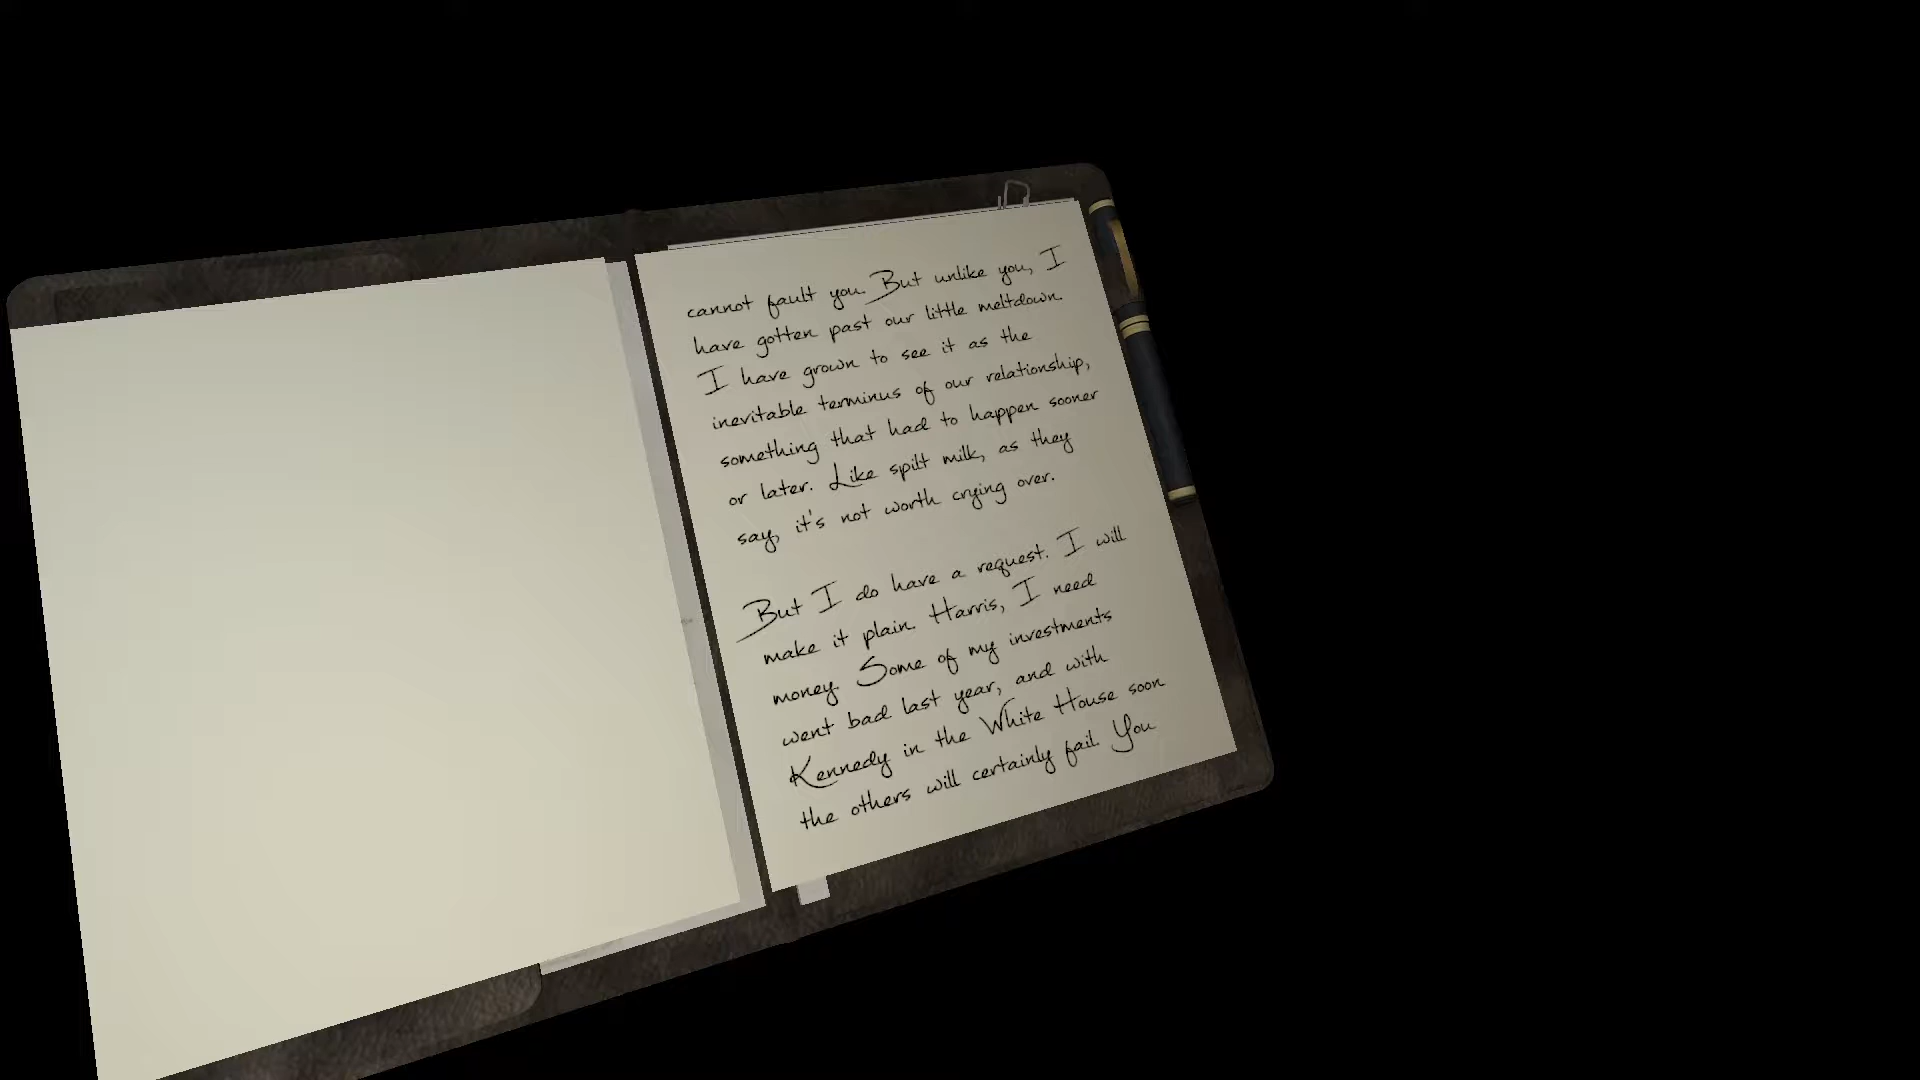 cannot fault you. But unlike you, I
have gotten past our little meltdown.
I have grown to see it as the
inevitable terminus of our relationship,
something that had to happen sooner
or later. Like spilt milk, as they
say, it's not worth crying over.
But I do have a request. I will
make it plain. Harris, I need
money. Some of my investments
went bad last year, and with
Kennedy in the White House soon
the others will certainly fail. You